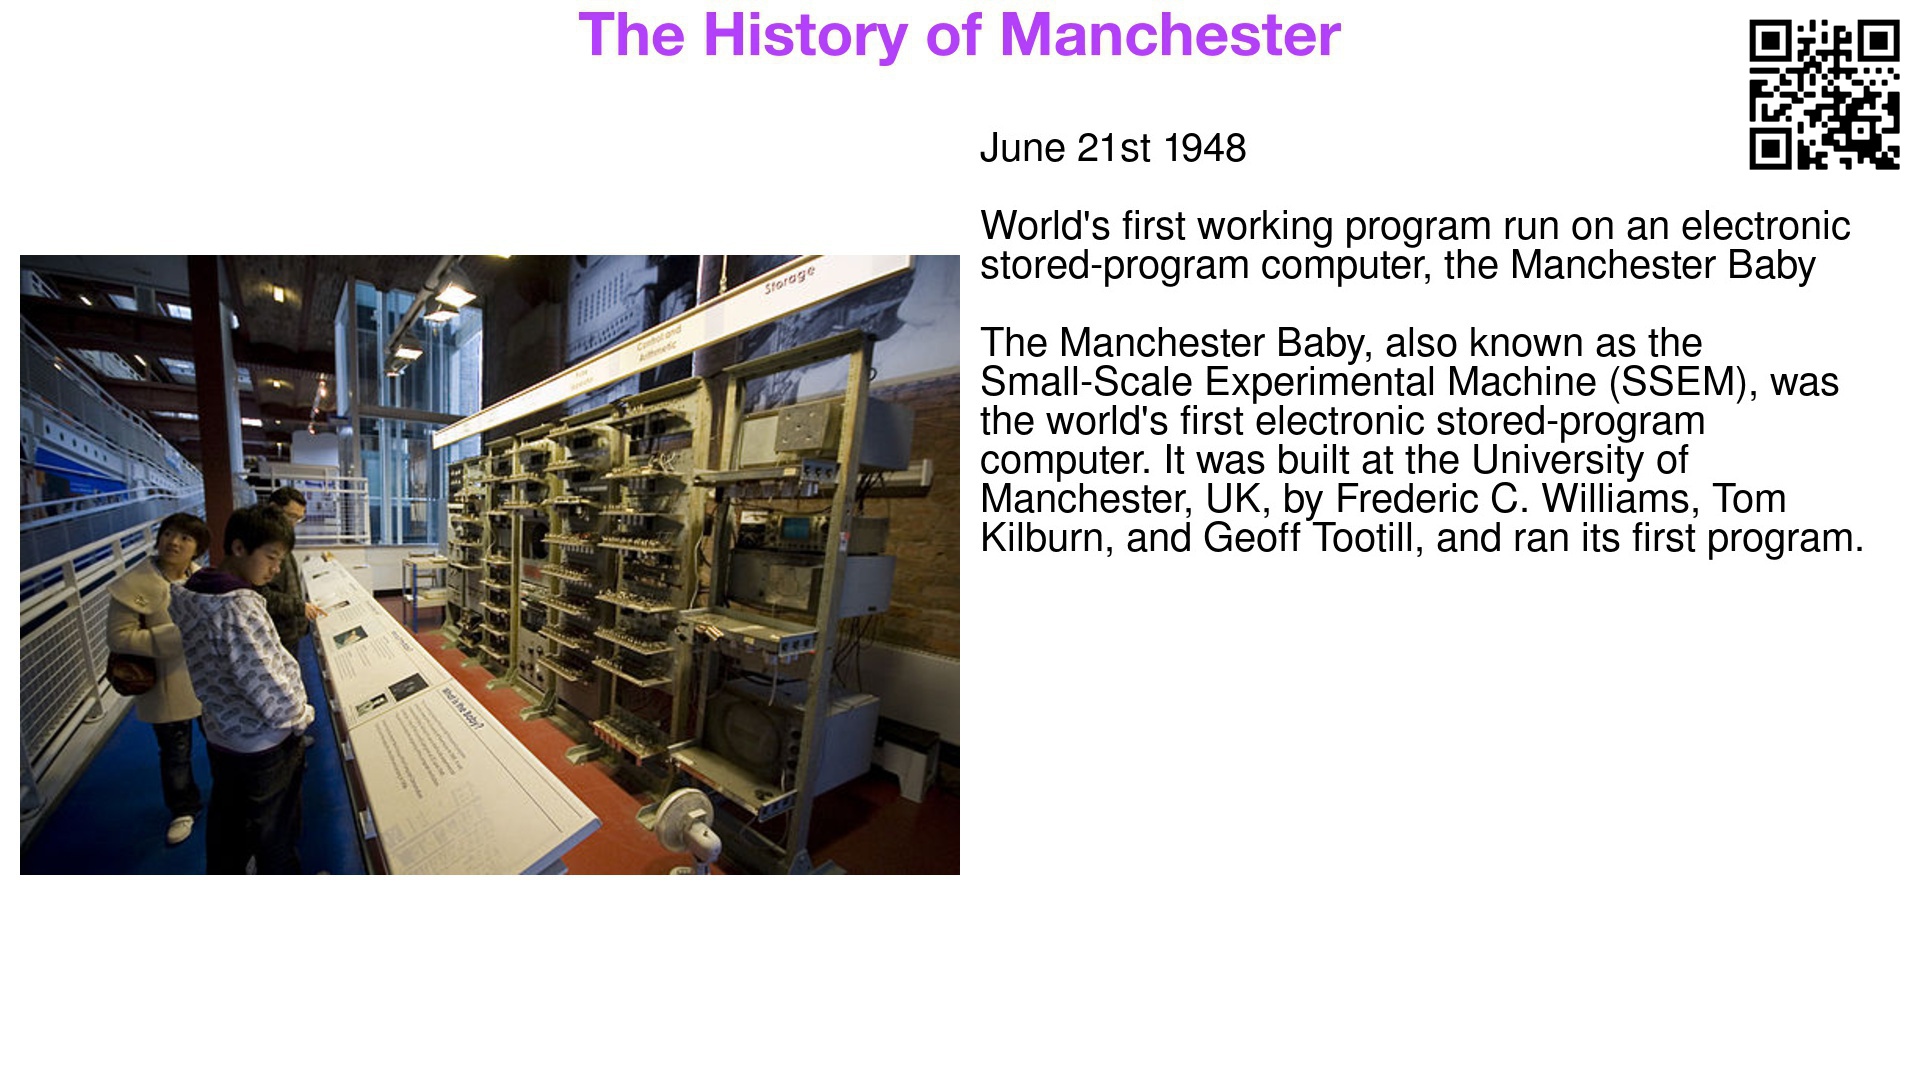 The History of Manchester
June 21st 1948
World's first working program run on an electronic
stored-program computer, the Manchester Baby
The Manchester Baby, also known as the
Small-Scale Experimental Machine (SSEM), was
the world's first electronic stored-program
computer. It was built at the University of
Manchester, UK, by Frederic C. Williams, Tom
Kilburn, and Geoff Tootill, and ran its first program.
Storage
Control and
Arithmetic
What is the Baby?